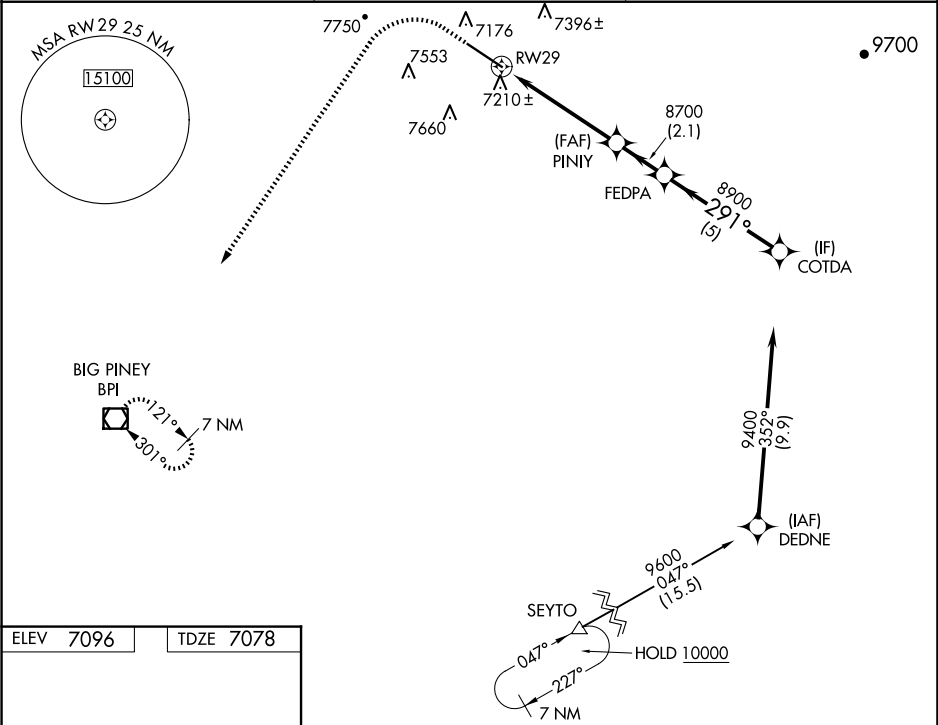 MSA RW29 25 NM
15100
7750
7176
7396±
7553
RW29
9700
7210±
7660
8700
(2.1)
(FAF)
PINIY
FEDPA
8900
291°
(5)
(IF)
COTDA
BIG PINEY
BPI
121°
7 NM
301°
9400
352°
(9.9)
(IAF)
DEDNE
9600
047°
(15.5)
SEYTO
047°
HOLD 10000
227°
7 NM
ELEV 7096
TDZE 7078